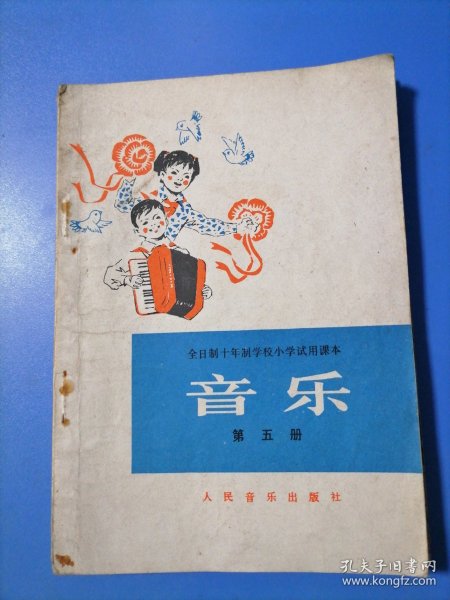 全日制十年制学校小学试用课本
音乐
第五册
人民音乐出版社
孔夫子旧书网
www.kongfz.com